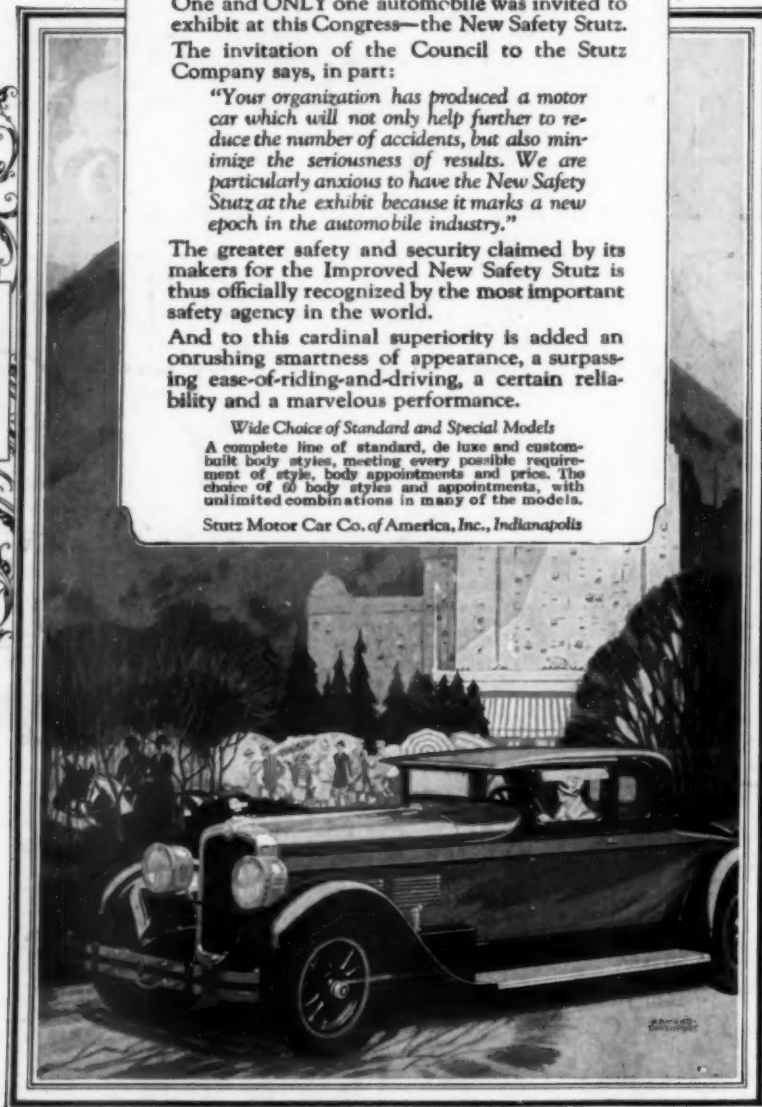 One and ONLY one automobile was invited to
exhibit at this Congress—the New Safety Stutz.
The invitation of the Council to the Stutz
Company says, in part:
"Your organization has produced a motor
car which will not only help further to re-
duce the number of accidents, but also min-
imize the seriousness of results. We are
particularly anxious to have the New Safety
Stutz at the exhibit because it marks a new
epoch in the automobile industry."
The greater safety and security claimed by its
makers for the Improved New Safety Stutz is
thus officially recognized by the most important
safety agency in the world.
And to this cardinal superiority is added an
onrushing smartness of appearance, a surpass-
ing ease-of-riding-and-driving, a certain relia-
bility and a marvelous performance.
Wide Choice of Standard and Special Models
A complete line of standard, de luxe and custom-
built body styles, meeting every possible require-
ment of style, body appointments and price. The
choice of 60 body styles and appointments, with
unlimited combinations in many of the models.
Stutz Motor Car Co. of America, Inc., Indianapolis